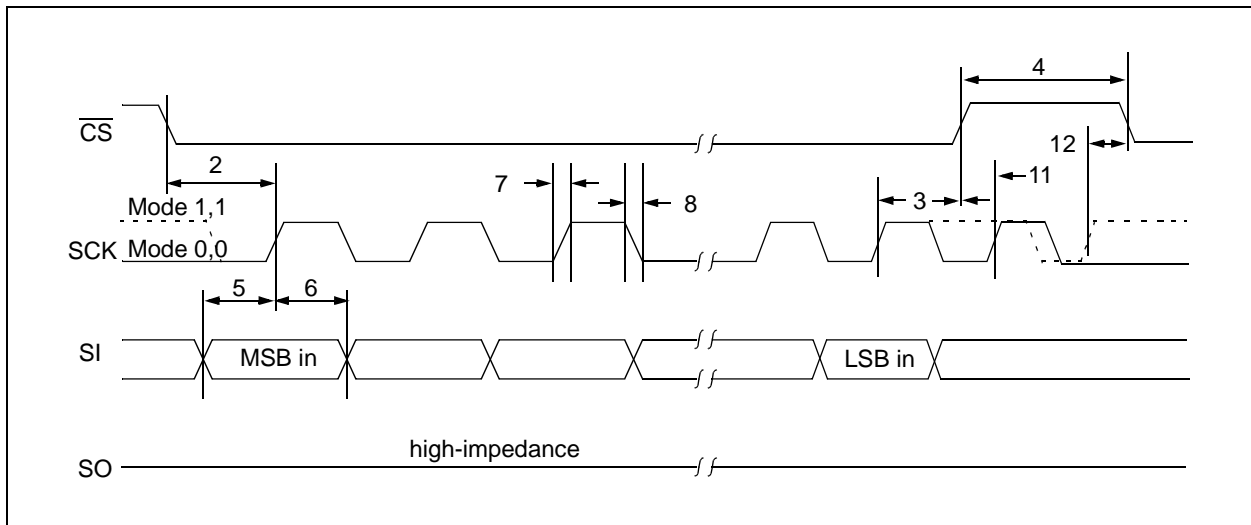 4
CS
12
2
7
8
3
11
Mode 1,1
SCK Mode 0,0
5
6
SI
MSB in
LSB in
high-impedance
SO